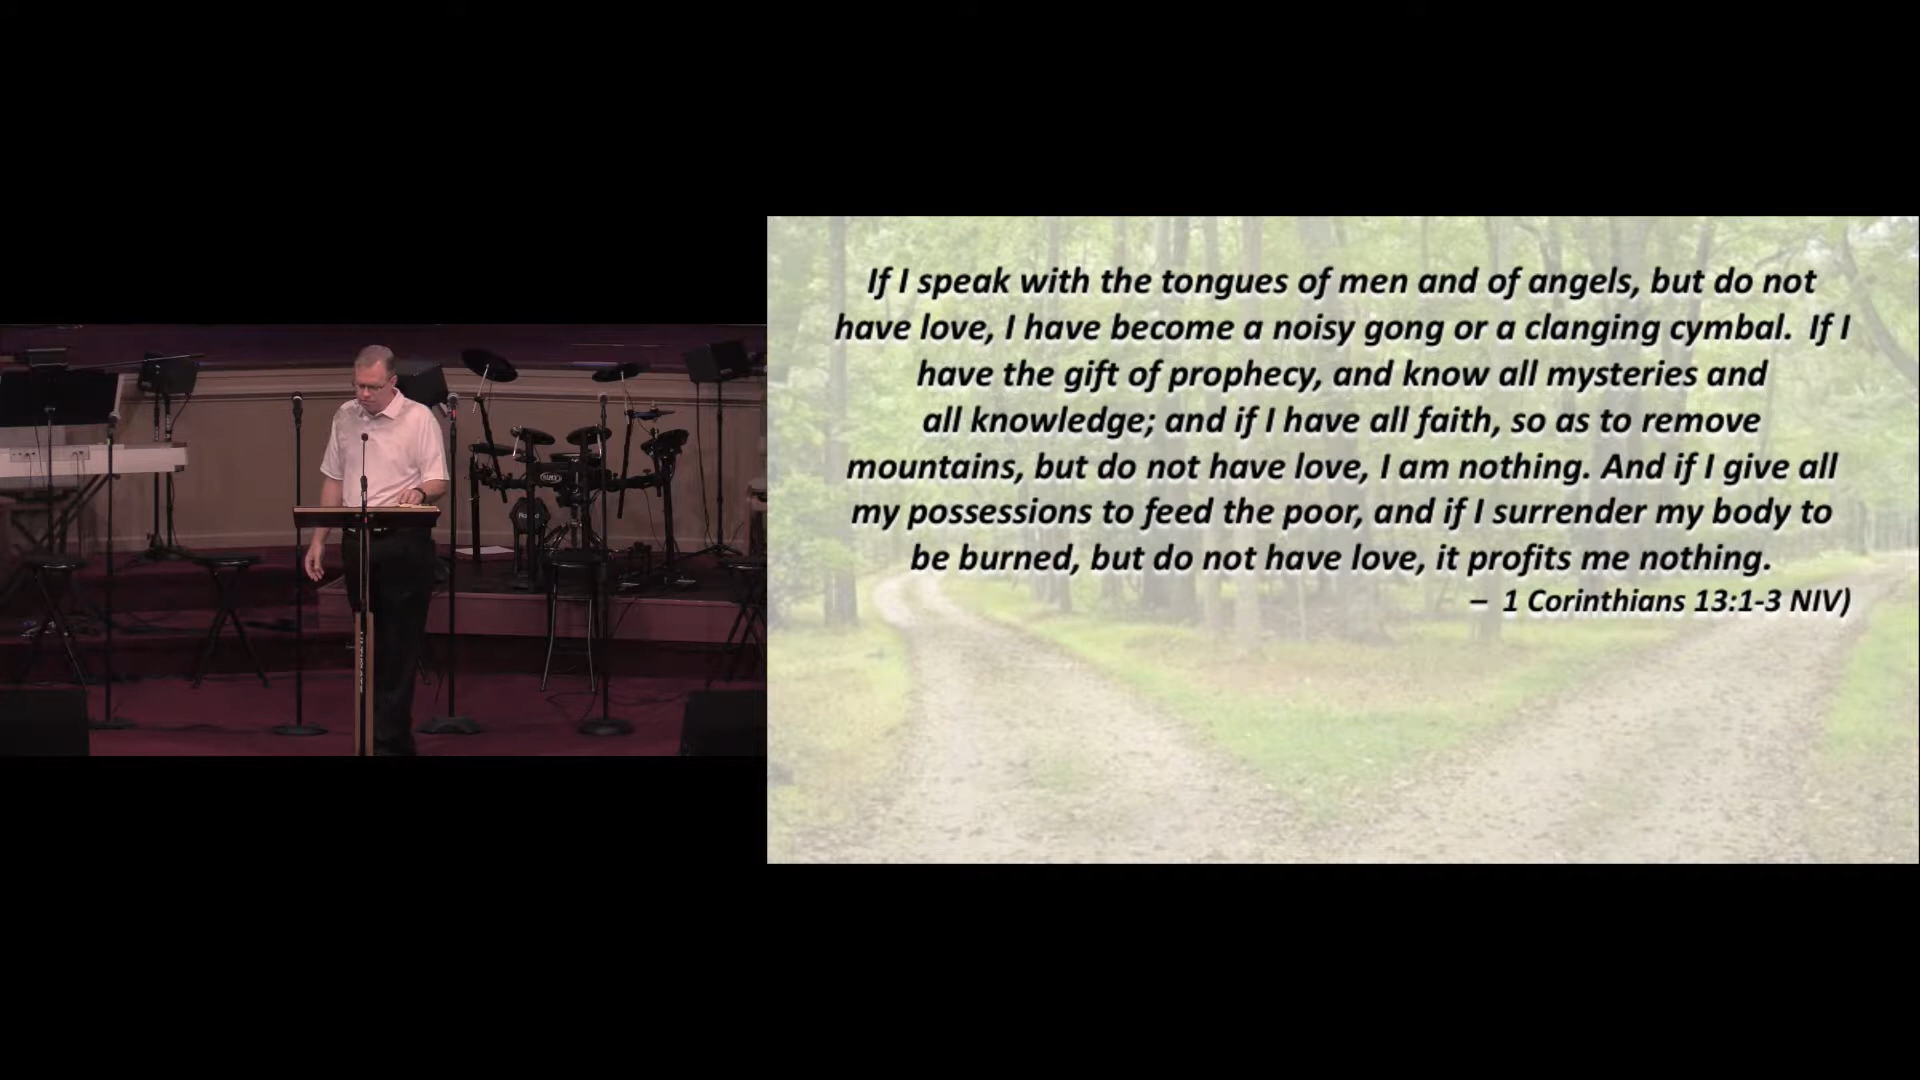 If I speak with the tongues of men and of angels, but do not
have love, I have become a noisy gong or a clanging cymbal.  If I
have the gift of prophecy, and know all mysteries and
all knowledge; and if I have all faith, so as to remove
mountains, but do not have love, I am nothing. And if I give all
my possessions to feed the poor, and if I surrender my body to
be burned, but do not have love, it profits me nothing.
–  1 Corinthians 13:1-3 NIV)